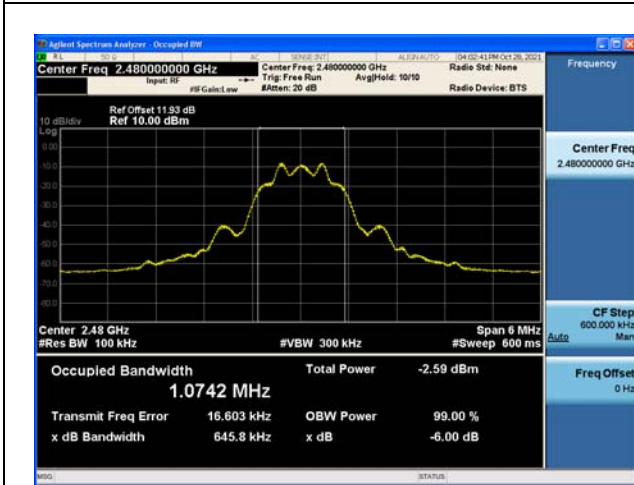 Agilent Spectrum Analyzer - Occupied BW
RL 50 Ω AC SENSE:INT ALIGN AUTO 04:02:41 PM Oct 28, 2021
Center Freq 2.480000000 GHz Center Freq: 2.480000000 GHz Radio Std: None Frequency
Input: RF Trig: Free Run Avg|Hold: 10/10
#IFGain:Low #Atten: 20 dB Radio Device: BTS
Ref Offset 11.93 dB
10 dB/div Ref 10.00 dBm
Log
0.00
-10.0
-20.0
-30.0
-40.0
-50.0
-60.0
-70.0
-80.0
Center Freq
2.480000000 GHz
Center 2.48 GHz Span 6 MHz
#Res BW 100 kHz #VBW 300 kHz #Sweep 600 ms
CF Step
600.000 kHz
Auto Man
Occupied Bandwidth Total Power -2.59 dBm
1.0742 MHz
Transmit Freq Error 16.603 kHz OBW Power 99.00 %
x dB Bandwidth 645.8 kHz x dB -6.00 dB
Freq Offset
0 Hz
MSG STATUS